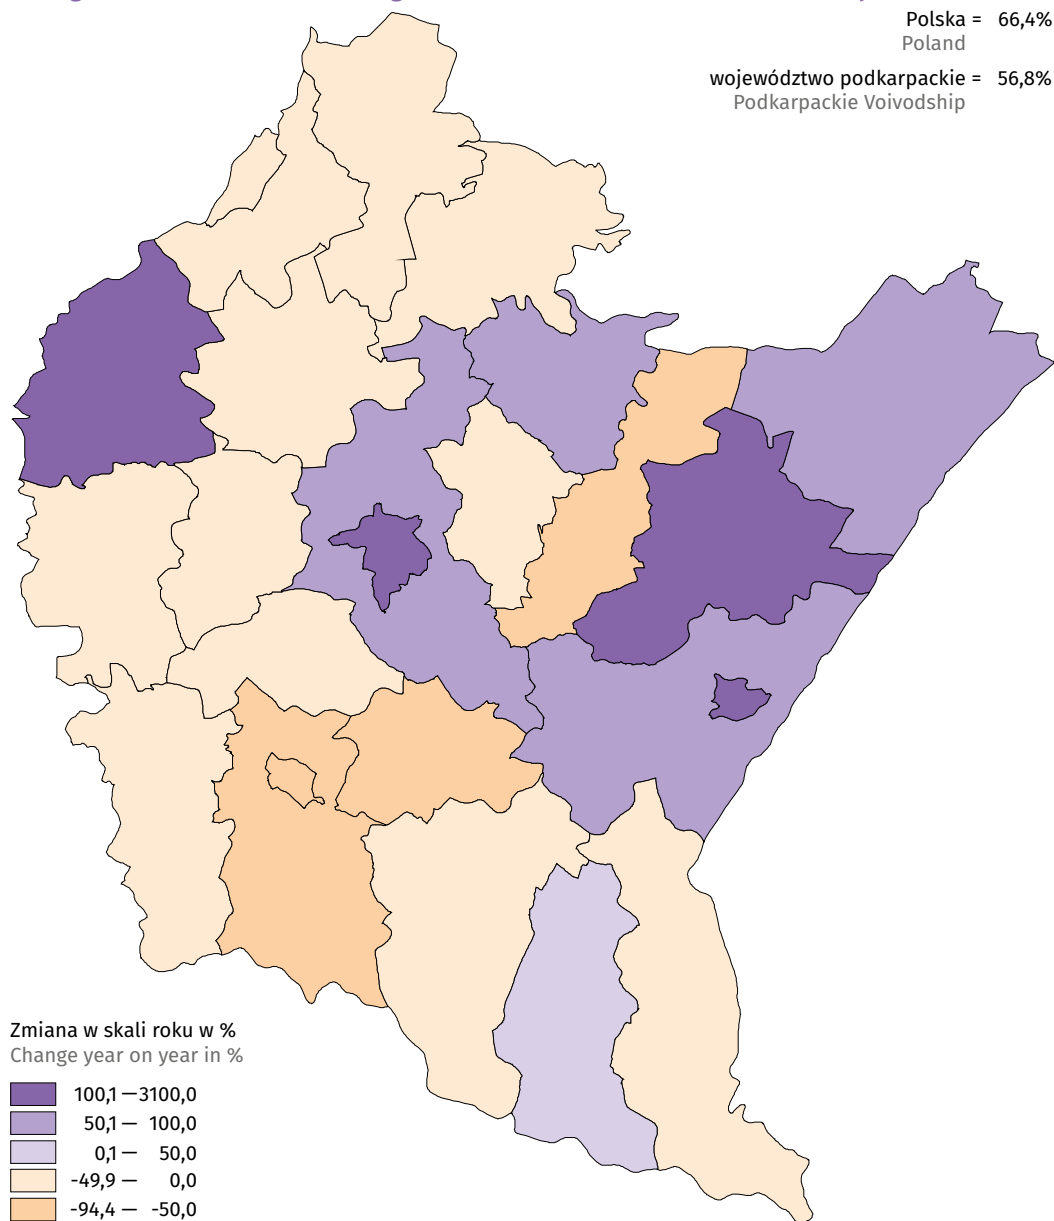 Polska = 66,4%
Poland
województwo podkarpackie = 56,8%
Podkarpackie Voivodship
Zmiana w skali roku w %
Change year on year in %
100,1 — 3100,0
50,1 — 100,0
0,1 — 50,0
-49,9 — 0,0
-94,4 — -50,0